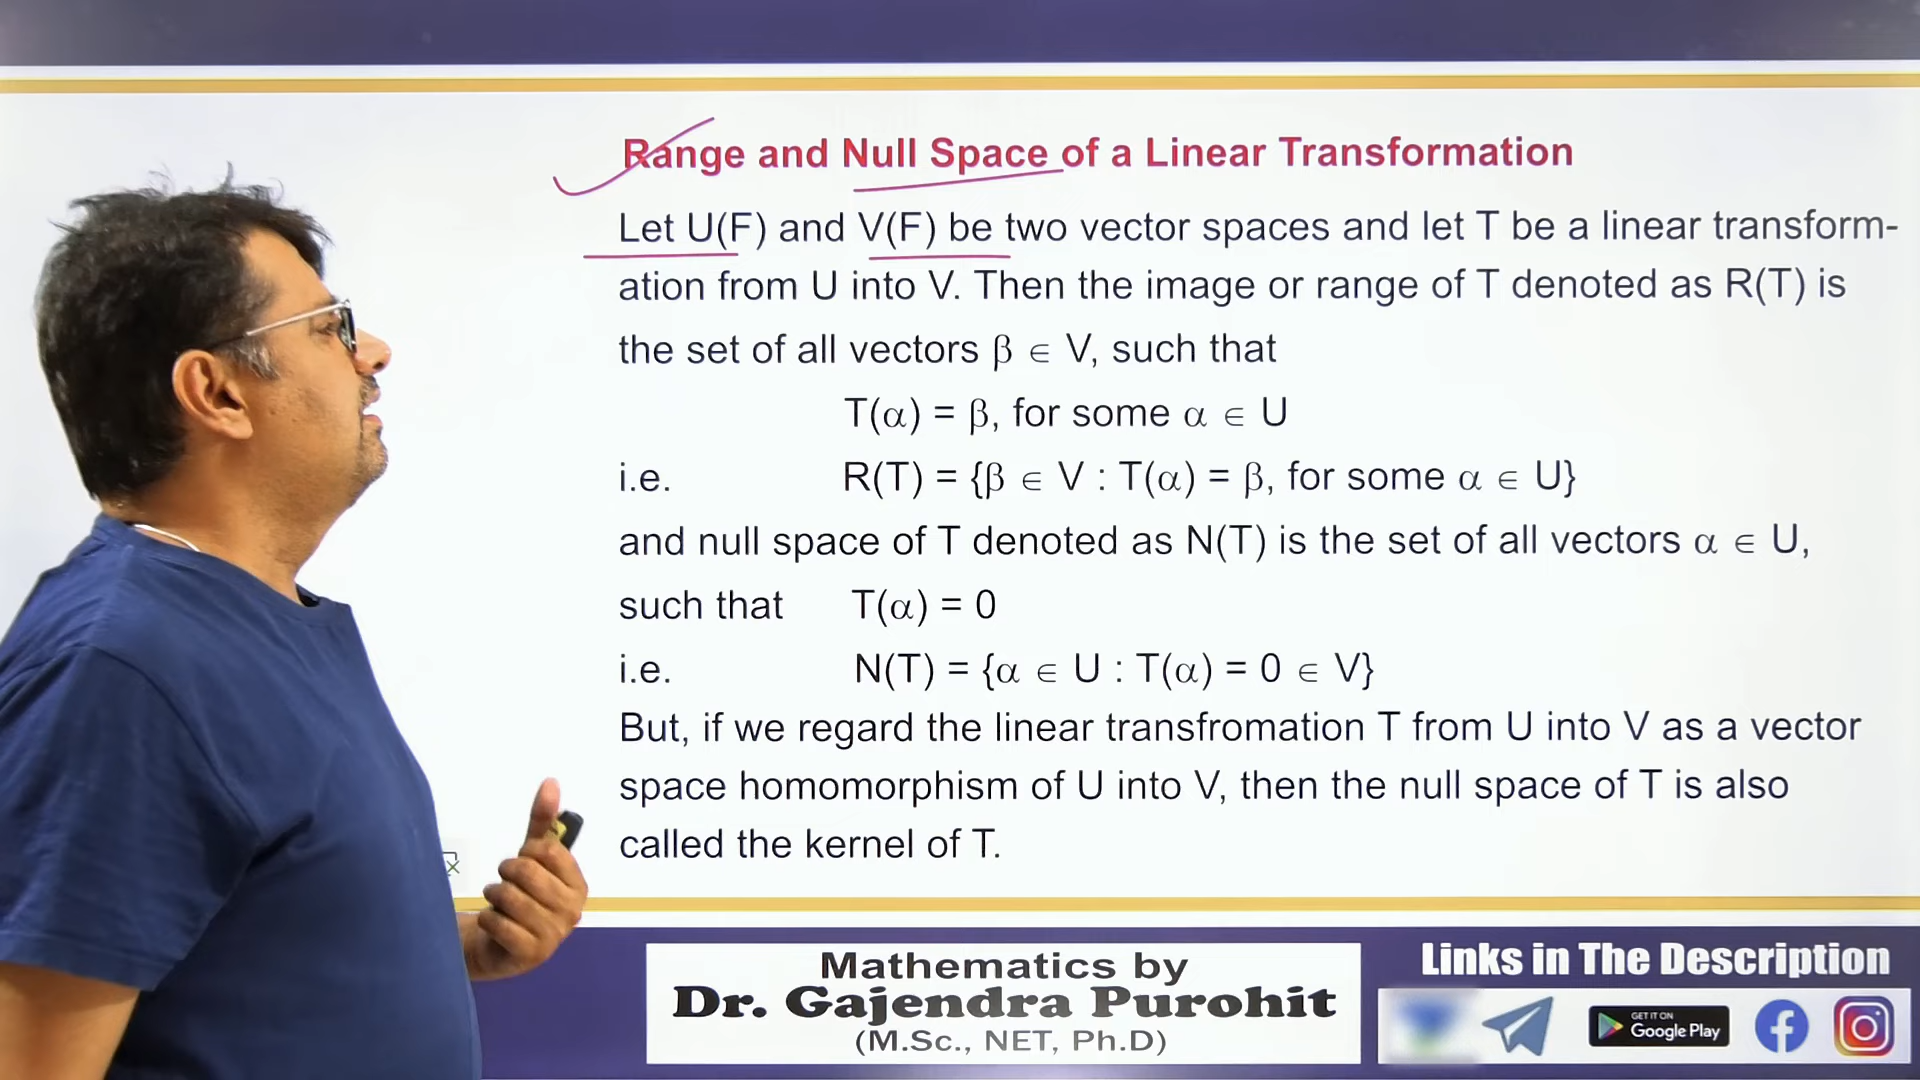 Range and Null Space of a Linear Transformation
Let U(F) and V(F) be two vector spaces and let T be a linear transform-
ation from U into V. Then the image or range of T denoted as R(T) is
the set of all vectors β ∈ V, such that
T(α) = β, for some α ∈ U
i.e. R(T) = {β ∈ V : T(α) = β, for some α ∈ U}
and null space of T denoted as N(T) is the set of all vectors α ∈ U,
such that T(α) = 0
i.e. N(T) = {α ∈ U : T(α) = 0 ∈ V}
But, if we regard the linear transfromation T from U into V as a vector
space homomorphism of U into V, then the null space of T is also
called the kernel of T.
Mathematics by
Dr. Gajendra Purohit
(M.Sc., NET, Ph.D)
Links in The Description
GET IT ON
Google Play